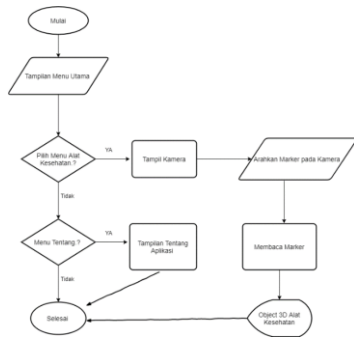 Mulai
Tampilan Menu Utama
Pilih Menu Alat
Kesehatan ?
YA
Tampil Kamera
Arahkan Marker pada Kamera
Tidak
Menu Tentang ?
YA
Tampilan Tentang
Aplikasi
Membaca Marker
Tidak
Selesai
Object 3D Alat
Kesehatan